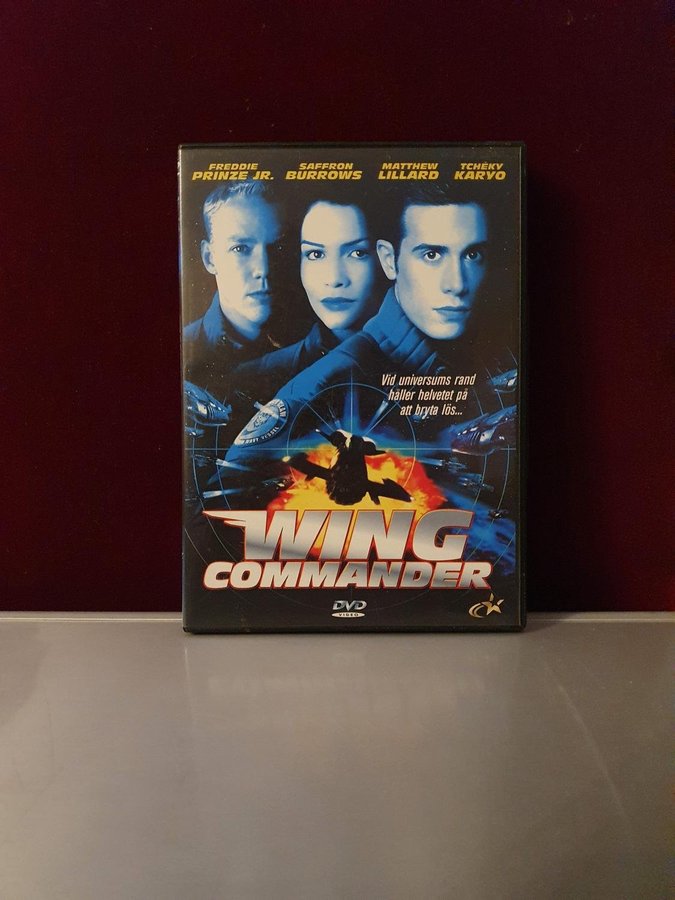 FREDDIE
PRINZE JR.
SAFFRON
BURROWS
MATTHEW
LILLARD
TCHÉKY
KARYO
Vid universums rand
håller helvetet på
att bryta lös...
WING
COMMANDER
DVD
VIDEO